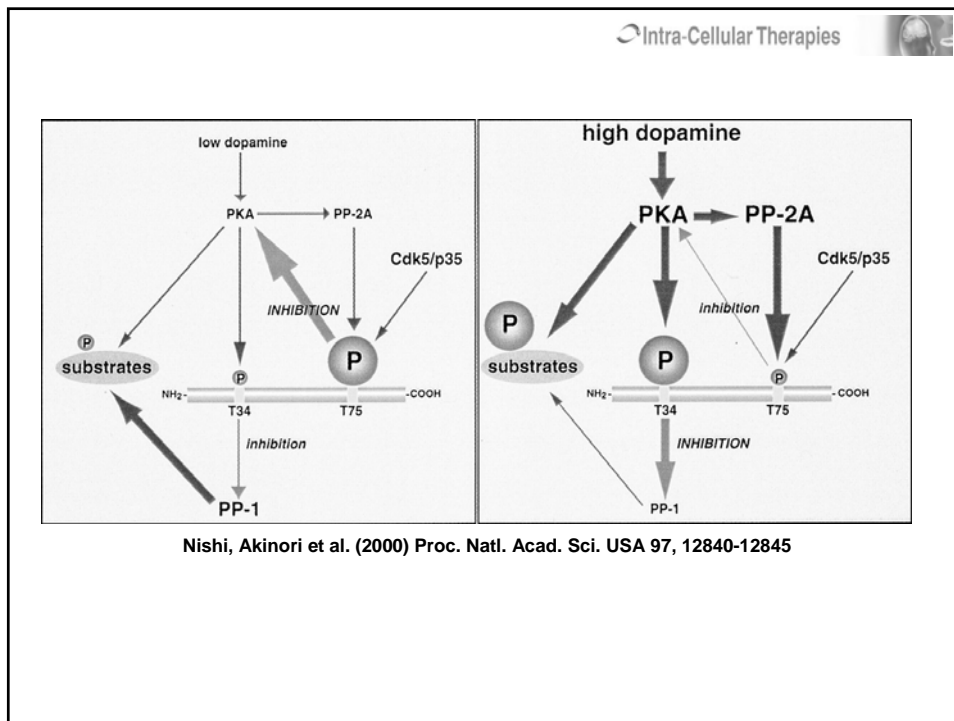 Intra-Cellular Therapies
low dopamine
PKA
PP-2A
Cdk5/p35
INHIBITION
P
substrates
P
P
NH2-
-COOH
T34
T75
inhibition
PP-1
high dopamine
PKA
PP-2A
Cdk5/p35
inhibition
P
substrates
P
P
NH2-
-COOH
T34
T75
INHIBITION
PP-1
Nishi, Akinori et al. (2000) Proc. Natl. Acad. Sci. USA 97, 12840-12845